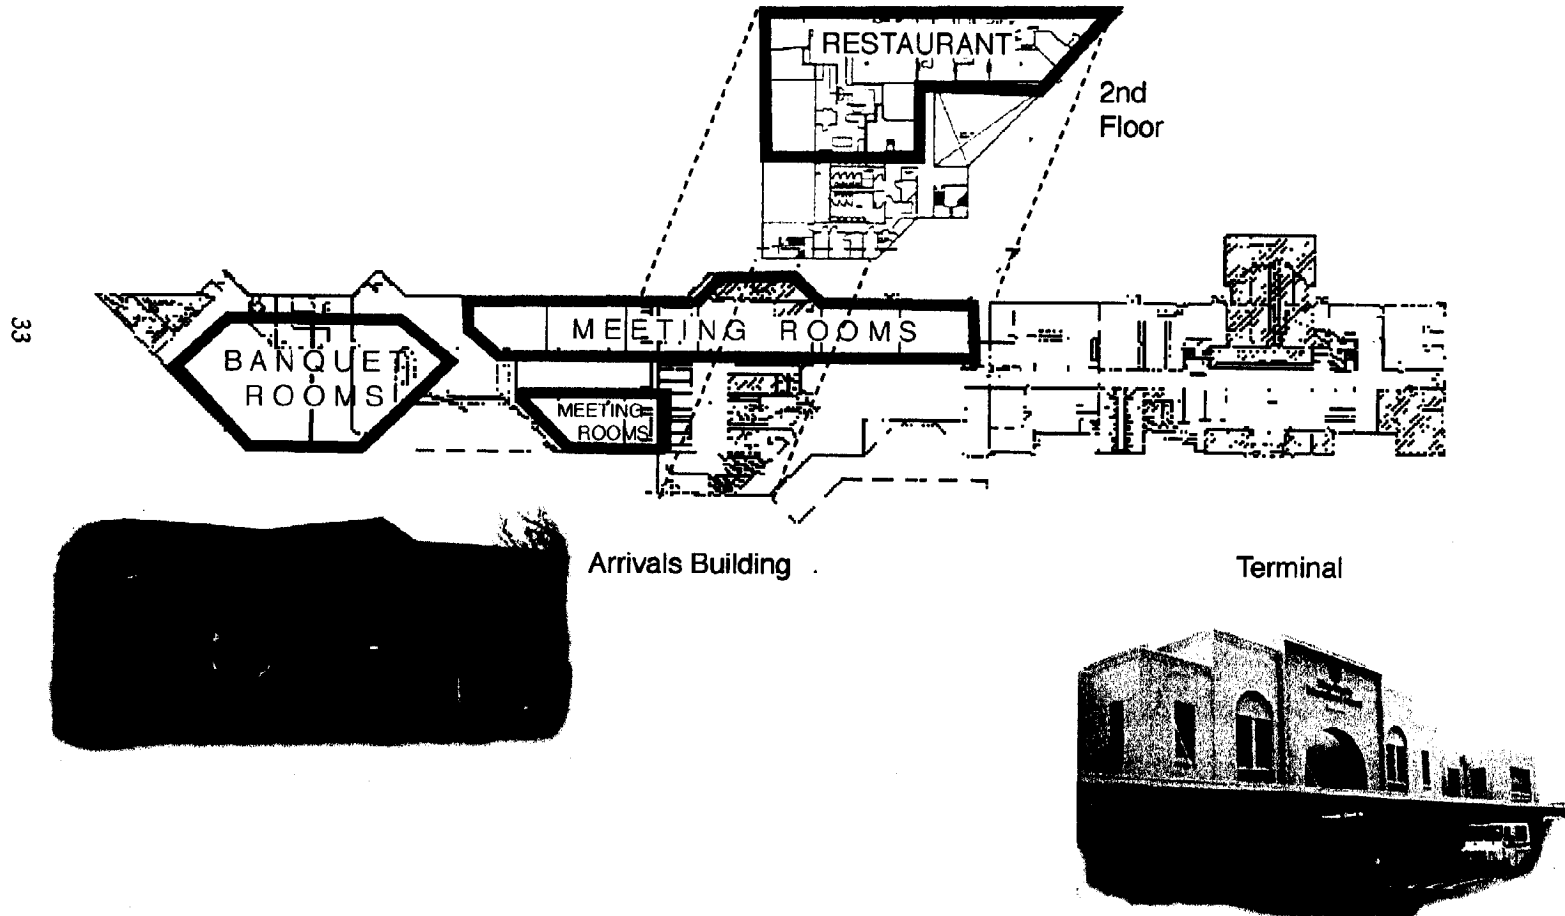 RESTAURANT
2nd
Floor
MEETING ROOMS
BANQUET
ROOMS
MEETING
ROOMS
33
Arrivals Building
Terminal